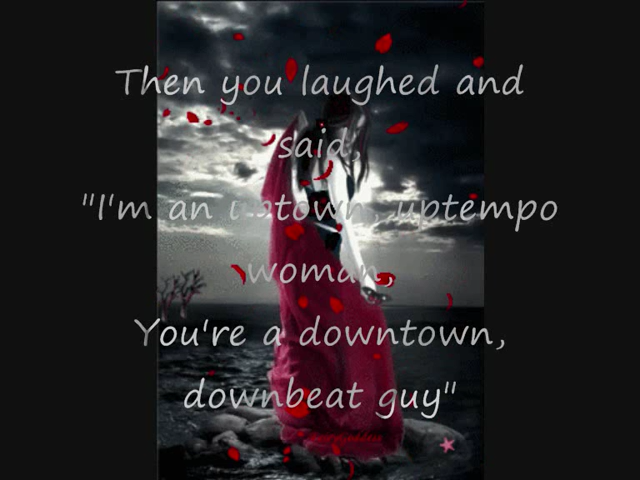 Then you laughed and
said,
"I'm an uptown, uptempo
woman,
You're a downtown,
downbeat guy"